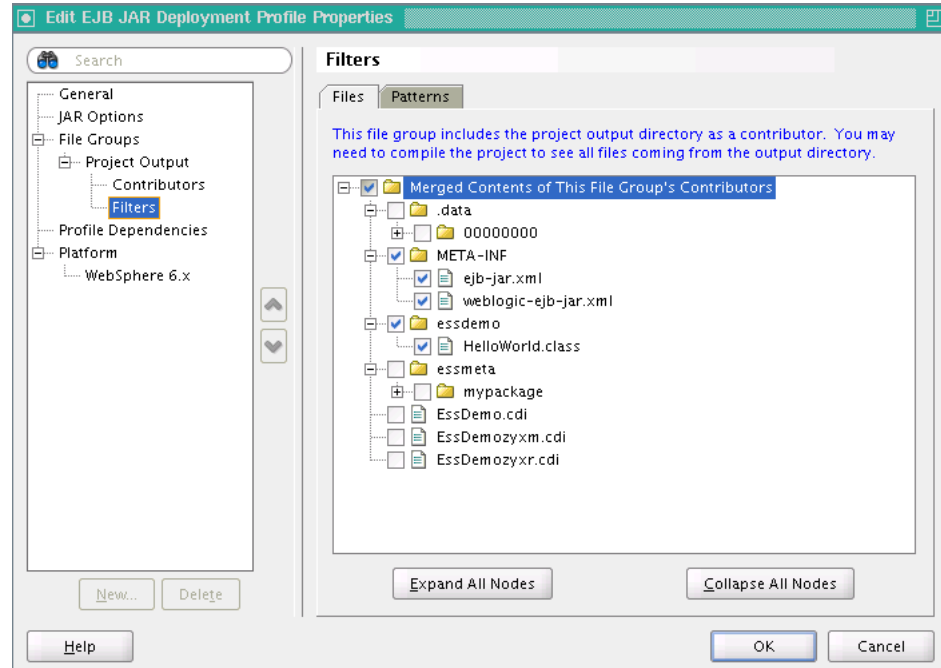 Edit EJB JAR Deployment Profile Properties
Search
General
JAR Options
File Groups
Project Output
Contributors
Filters
Profile Dependencies
Platform
WebSphere 6.x
New...
Delete
Filters
Files
Patterns
This file group includes the project output directory as a contributor. You may
need to compile the project to see all files coming from the output directory.
Merged Contents of This File Group's Contributors
.data
00000000
META-INF
ejb-jar.xml
weblogic-ejb-jar.xml
essdemo
HelloWorld.class
essmeta
mypackage
EssDemo.cdi
EssDemozyxm.cdi
EssDemozyxr.cdi
Expand All Nodes
Collapse All Nodes
Help
OK
Cancel